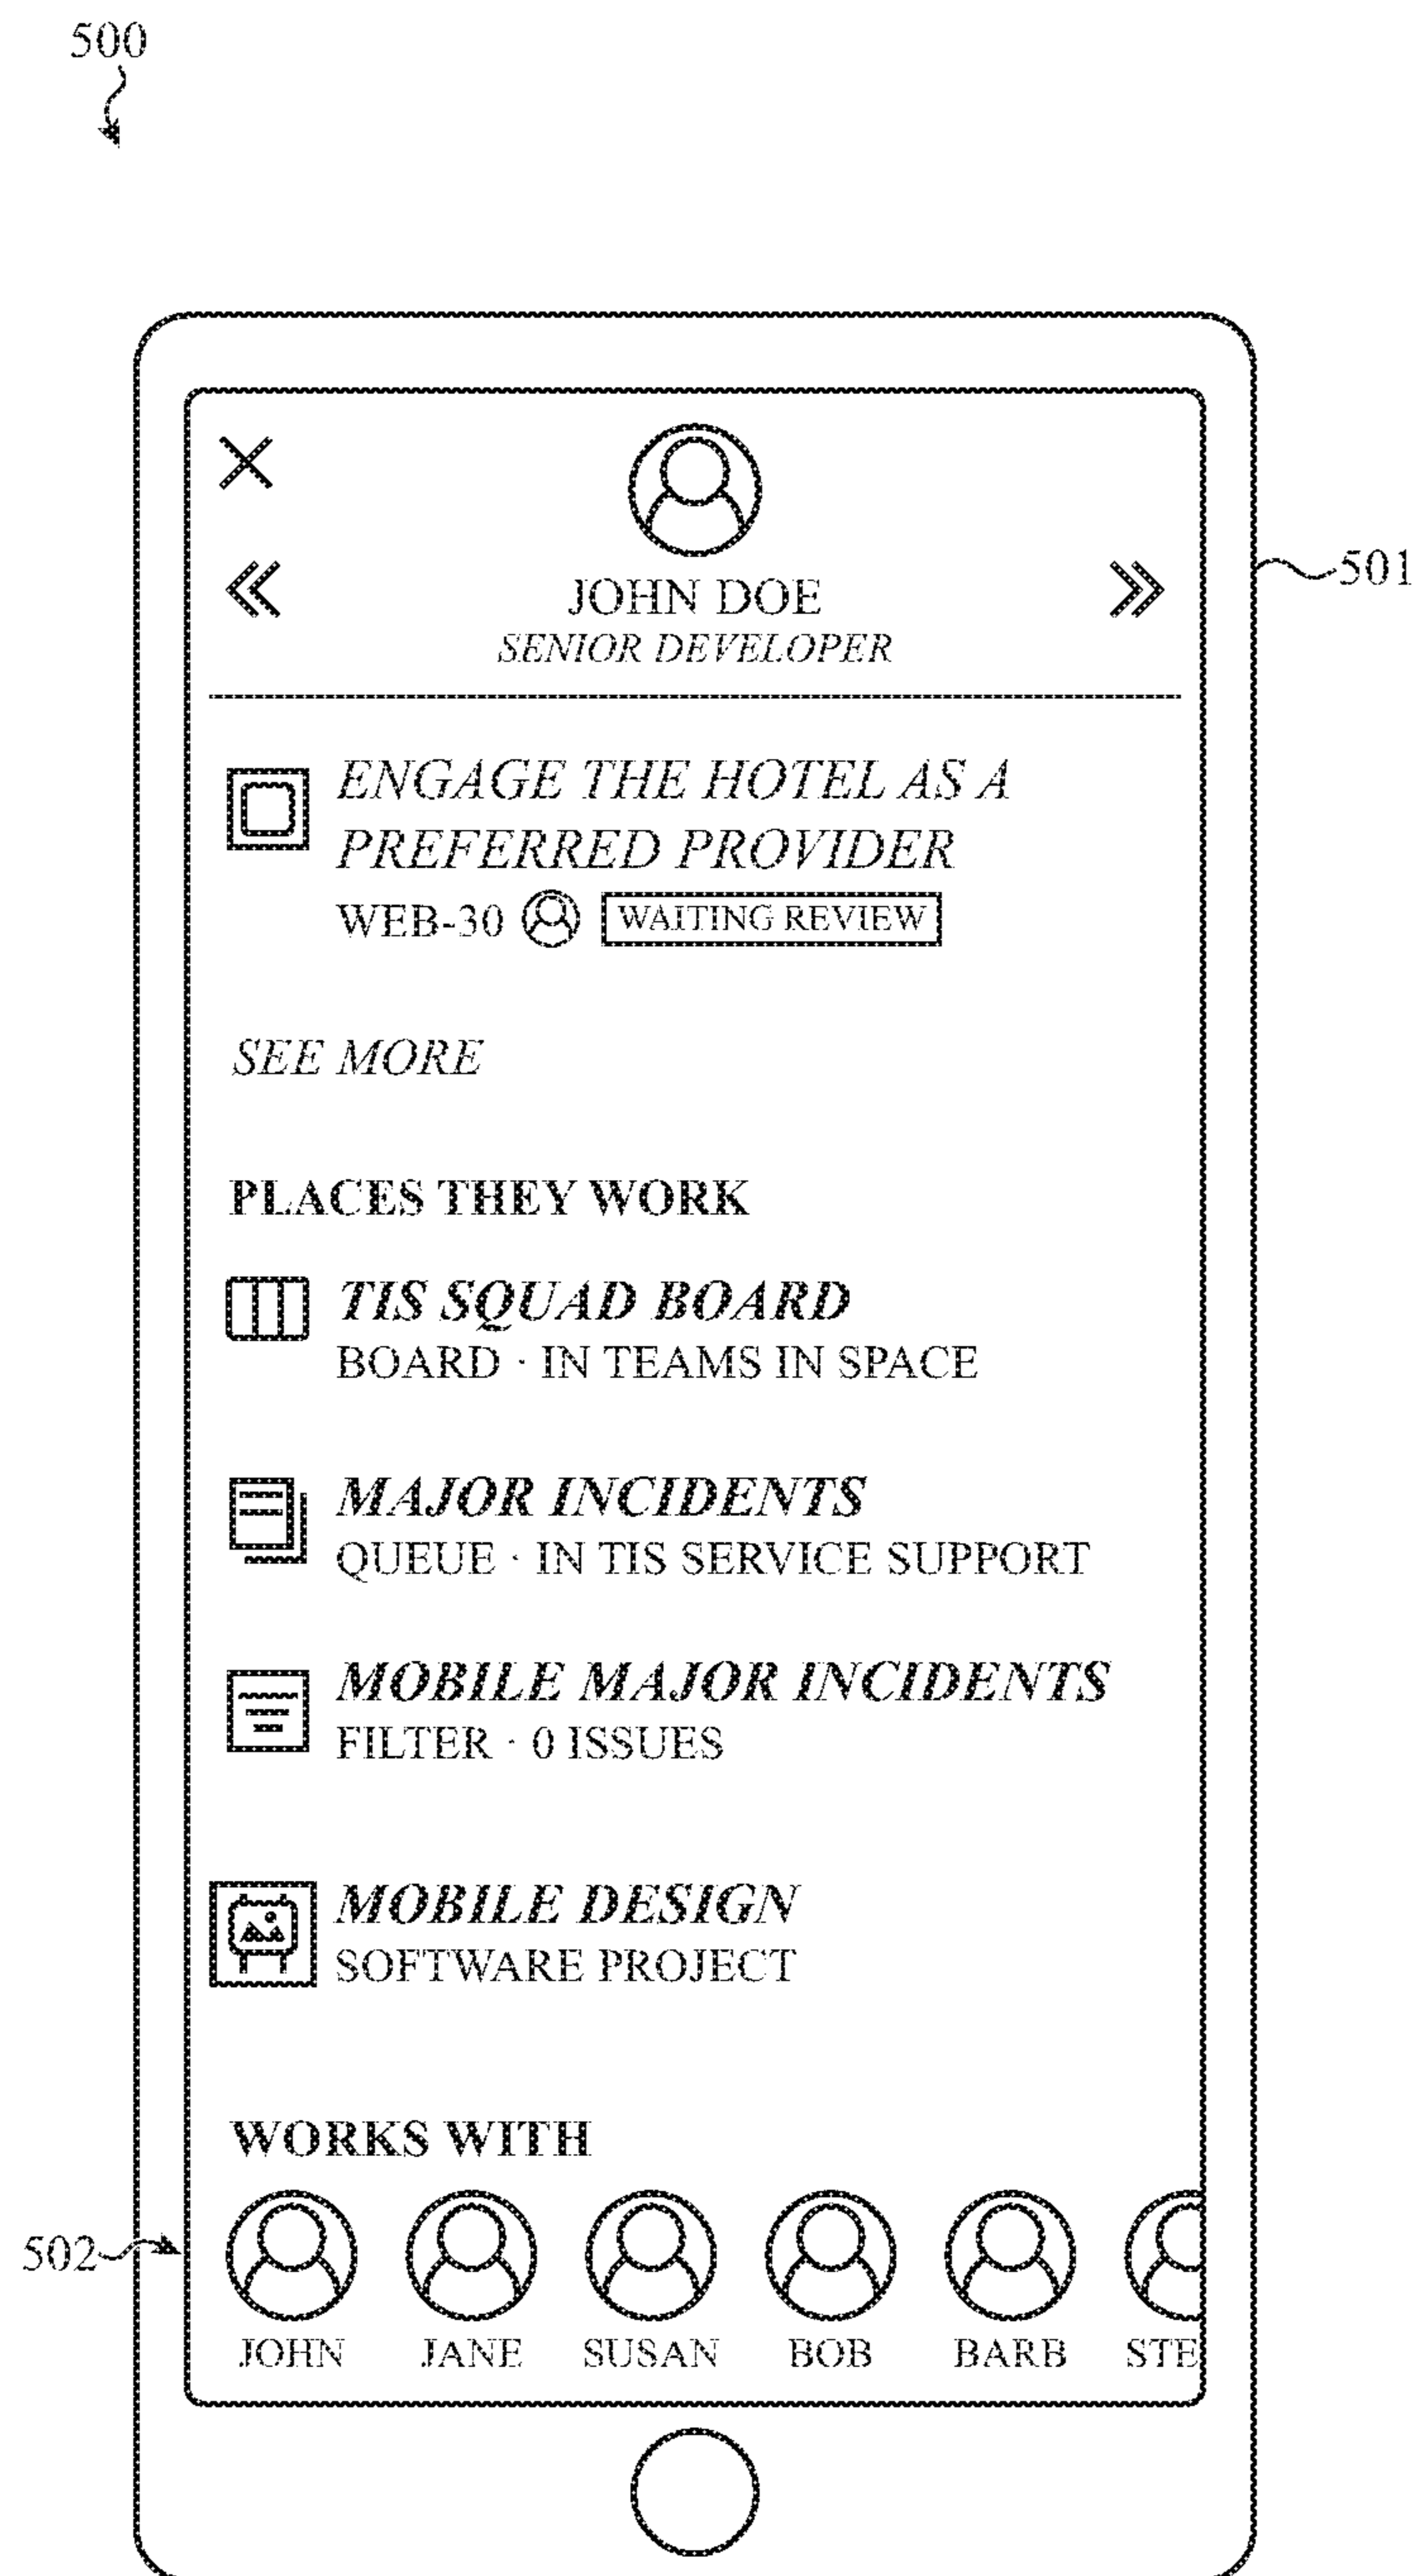 500
501
JOHN DOE
SENIOR DEVELOPER
ENGAGE THE HOTEL AS A
PREFERRED PROVIDER
WEB-30 WAITING REVIEW
SEE MORE
PLACES THEY WORK
TIS SQUAD BOARD
BOARD · IN TEAMS IN SPACE
MAJOR INCIDENTS
QUEUE · IN TIS SERVICE SUPPORT
MOBILE MAJOR INCIDENTS
FILTER · 0 ISSUES
MOBILE DESIGN
SOFTWARE PROJECT
WORKS WITH
502
JOHN JANE SUSAN BOB BARB STE